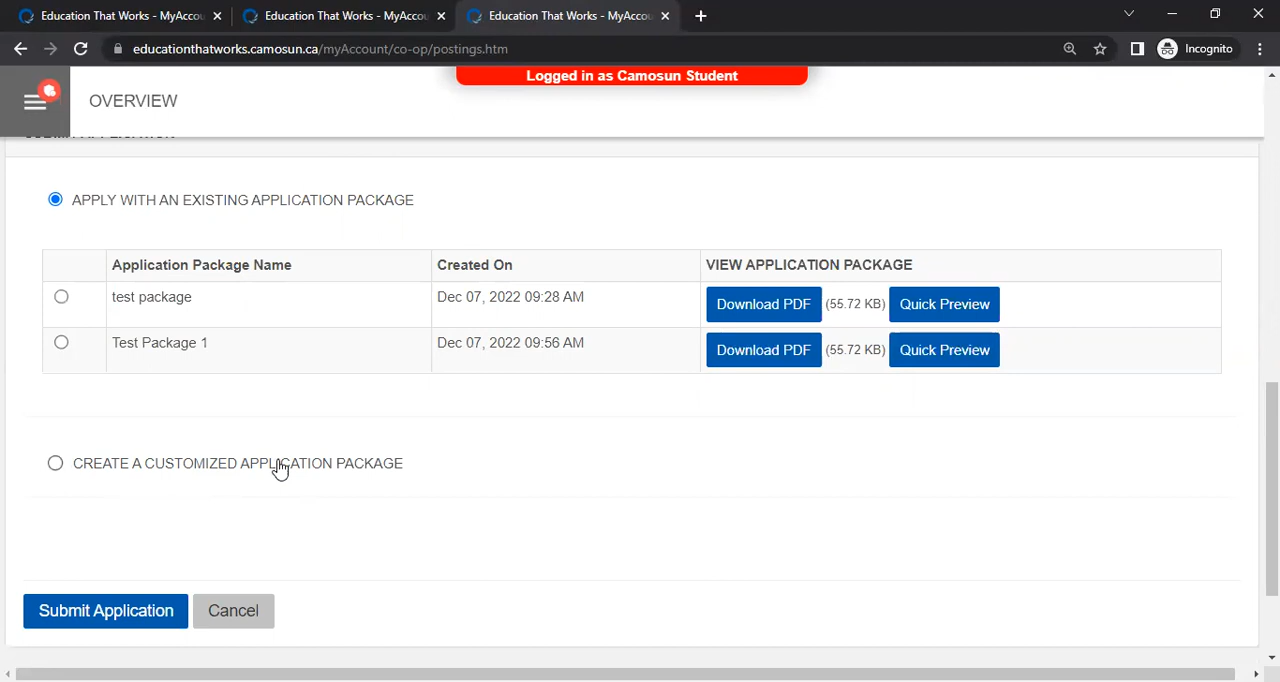 Education That Works - MyAccou
Education That Works - MyAccou
Education That Works - MyAccou
educationthatworks.camosun.ca/myAccount/co-op/postings.htm
Incognito
Logged in as Camosun Student
OVERVIEW
APPLY WITH AN EXISTING APPLICATION PACKAGE
Application Package Name Created On VIEW APPLICATION PACKAGE
test package Dec 07, 2022 09:28 AM Download PDF (55.72 KB) Quick Preview
Test Package 1 Dec 07, 2022 09:56 AM Download PDF (55.72 KB) Quick Preview
CREATE A CUSTOMIZED APPLICATION PACKAGE
Submit Application Cancel